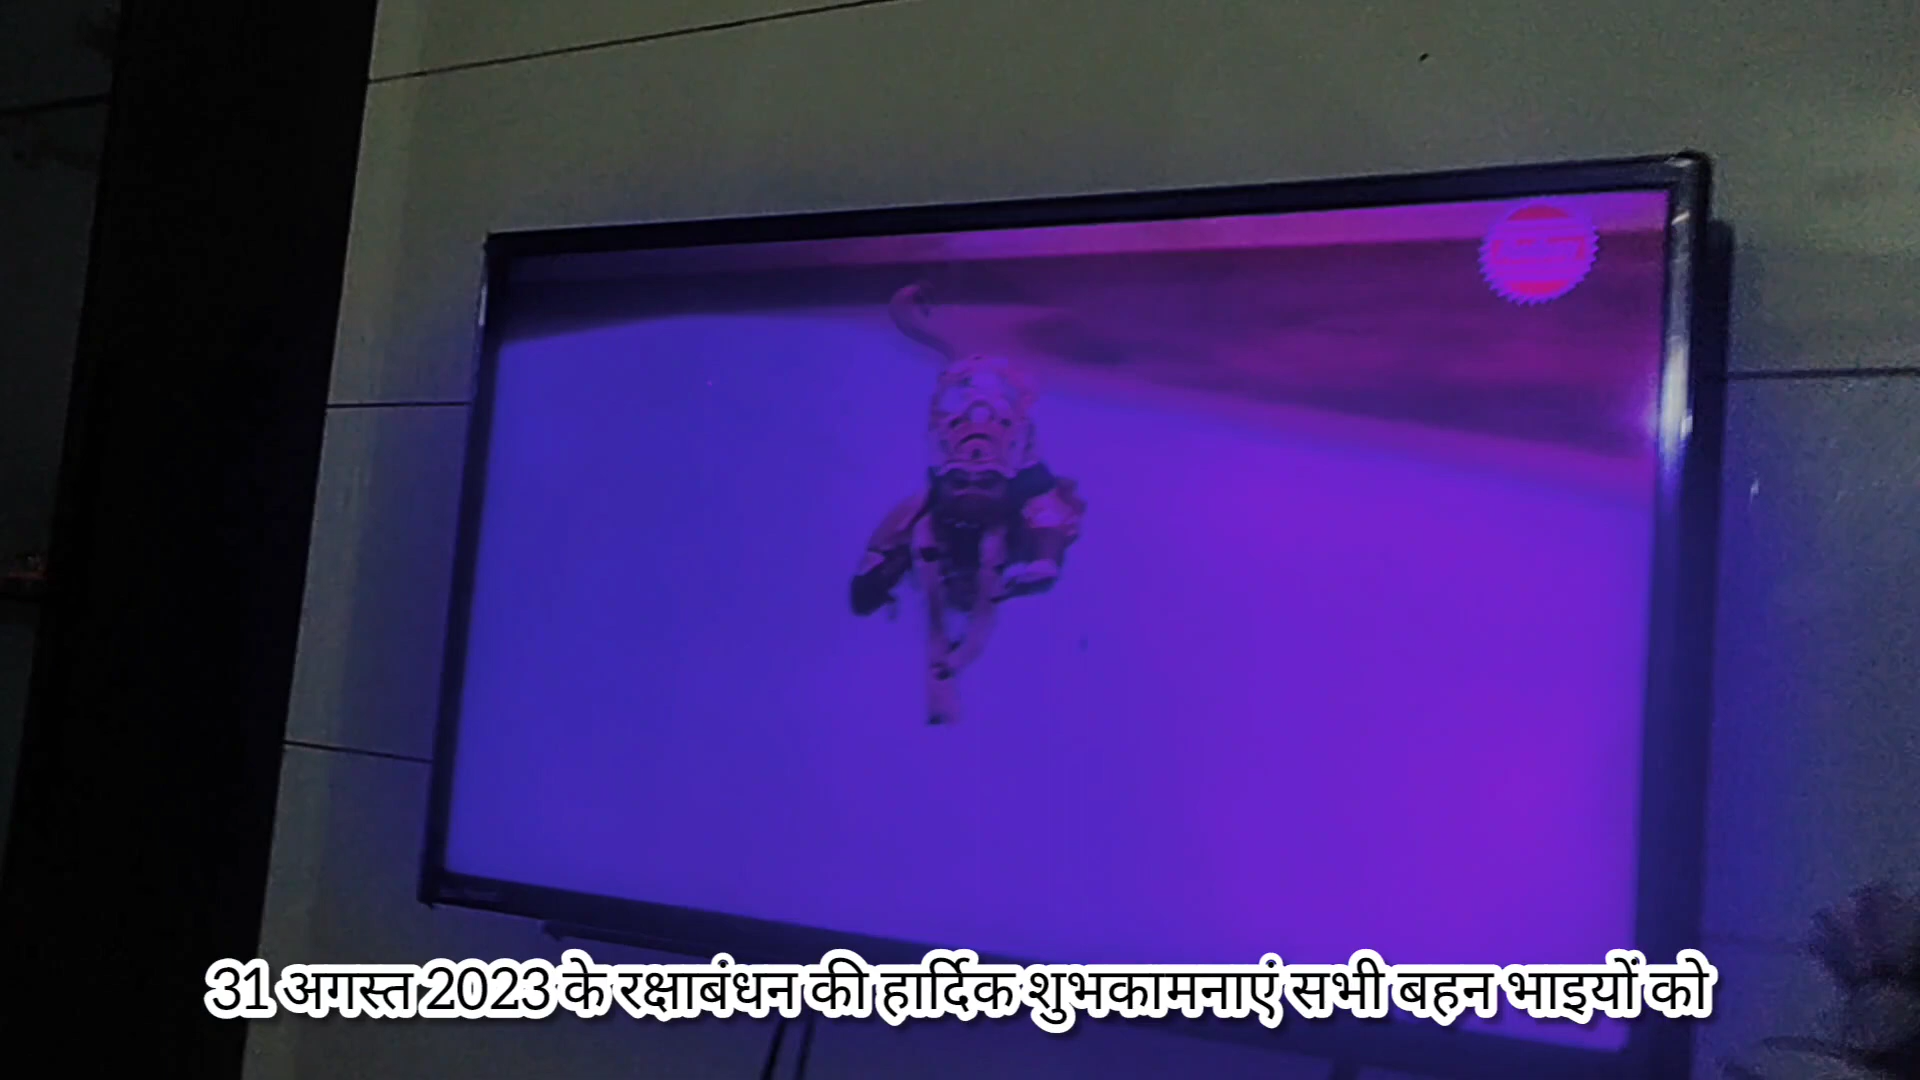 31 अगस्त 2023 के रक्षाबंधन की हार्दिक शुभकामनाएं सभी बहन भाइयों को